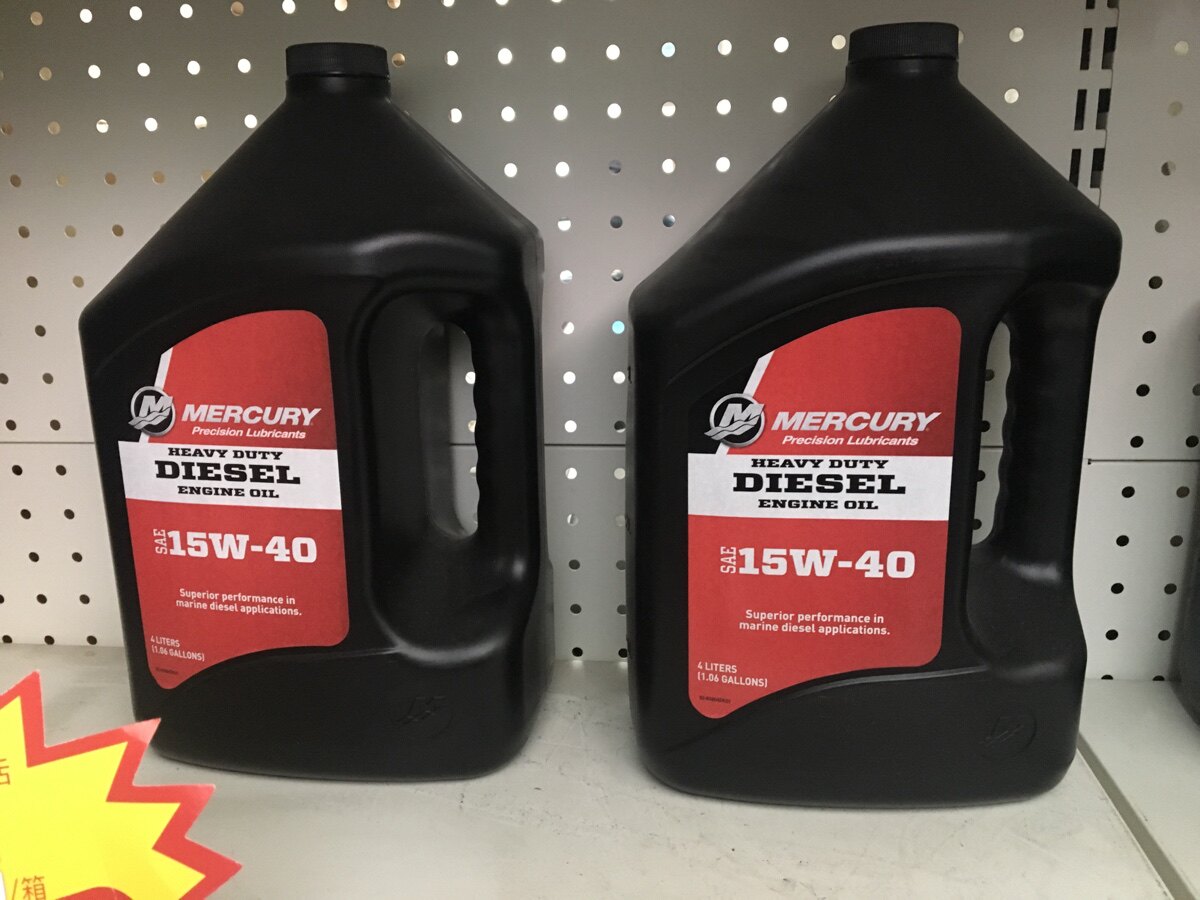 MERCURY
Precision Lubricants
HEAVY DUTY
DIESEL
ENGINE OIL
SAE 15W-40
Superior performance in
marine diesel applications.
4 LITERS
(1.06 GALLONS)
MERCURY
Precision Lubricants
HEAVY DUTY
DIESEL
ENGINE OIL
SAE 15W-40
Superior performance in
marine diesel applications.
4 LITERS
(1.06 GALLONS)
/箱